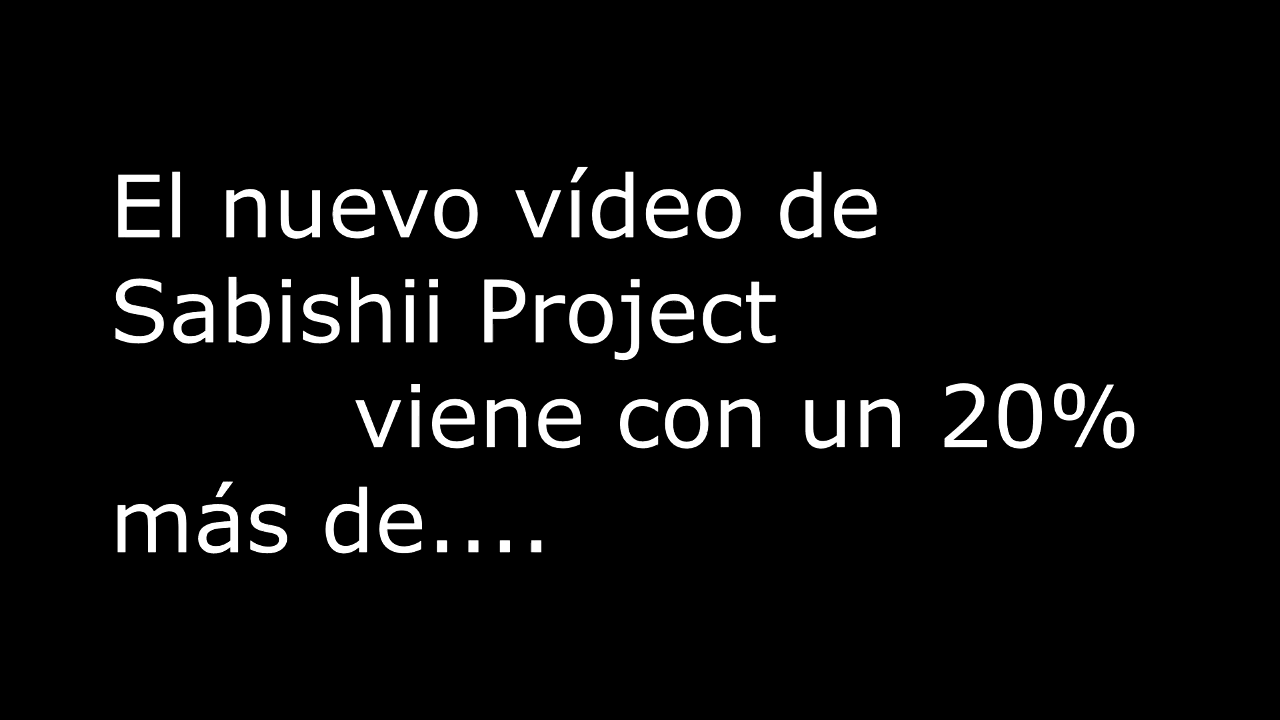 El nuevo vídeo de
Sabishii Project
viene con un 20%
más de....